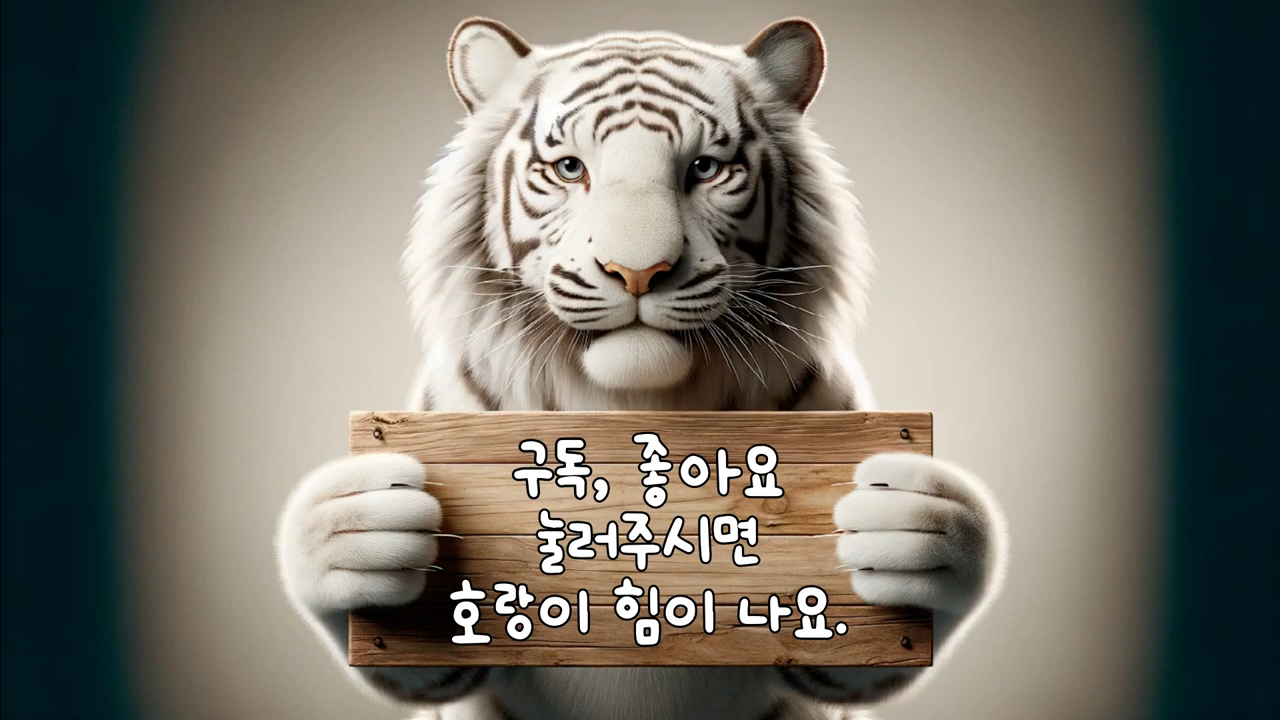 구독, 좋아요
눌러주시면
호랑이 힘이 나요.